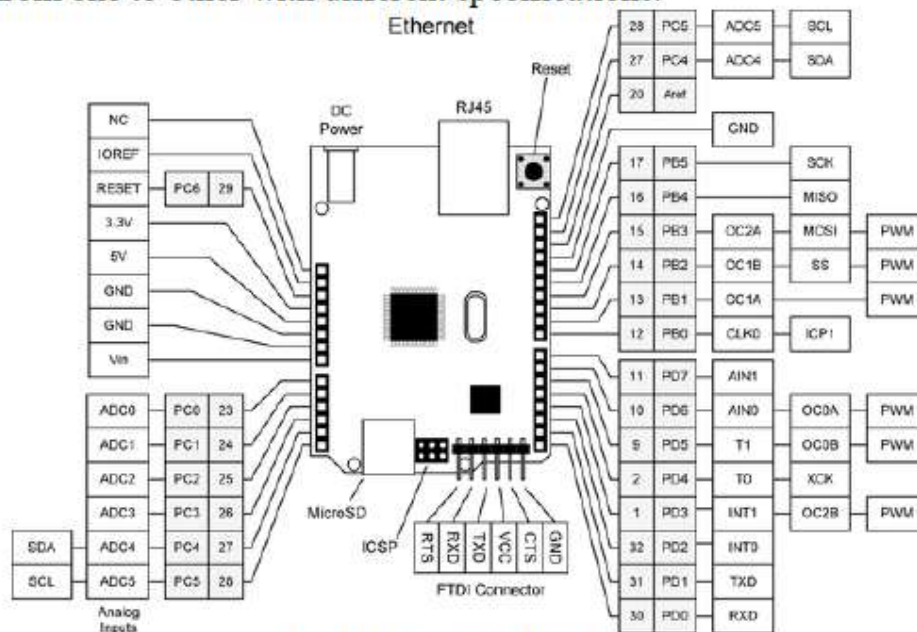 Ethernet
28 PC5 ADC5 SCL
27 PC4 ADC4 SDA
20 Aref
GND
17 PB5 SCK
16 PB4 MISO
15 PB3 OC2A MOSI PWM
14 PB2 OC1B SS PWM
13 PB1 OC1A PWM
12 PB0 CLK0 ICP1
11 PD7 AIN1
10 PD6 AIN0 OC0A PWM
9 PD5 T1 OC0B PWM
2 PD4 T0 XCK
1 PD3 INT1 OC2B PWM
32 PD2 INT0
31 PD1 TXD
30 PD0 RXD
Reset
RJ45
DC
Power
NC
IOREF
RESET PC6 29
3.3V
5V
GND
GND
Vin
ADC0 PC0 23
ADC1 PC1 24
ADC2 PC2 25
ADC3 PC3 26
SDA ADC4 PC4 27
SCL ADC5 PC5 28
Analog
Inputs
MicroSD
ICSP
RTS
RXD
TXD
VCC
CTS
GND
FTDI Connector